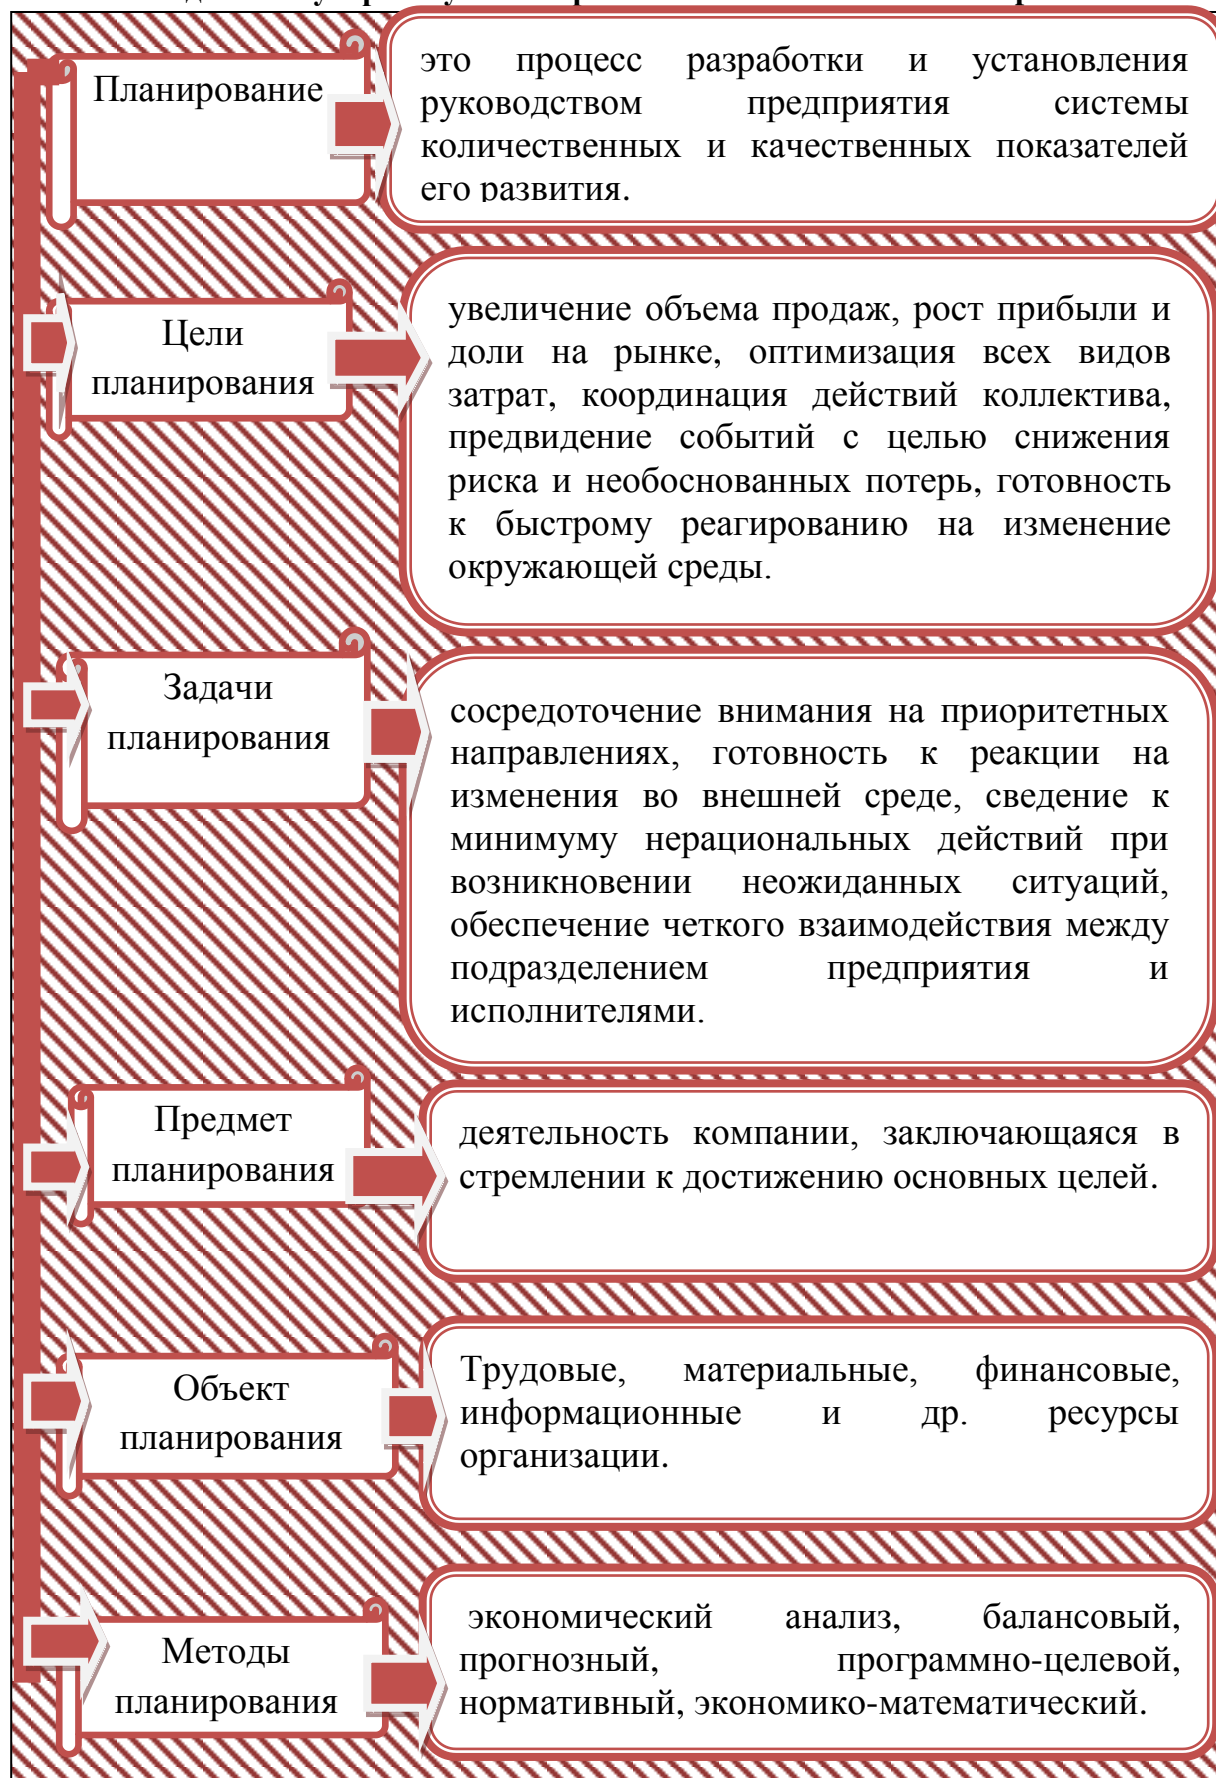 Планирование
это процесс разработки и установления
руководством предприятия системы
количественных и качественных показателей
его развития.
Цели
планирования
увеличение объема продаж, рост прибыли и
доли на рынке, оптимизация всех видов
затрат, координация действий коллектива,
предвидение событий с целью снижения
риска и необоснованных потерь, готовность
к быстрому реагированию на изменение
окружающей среды.
Задачи
планирования
сосредоточение внимания на приоритетных
направлениях, готовность к реакции на
изменения во внешней среде, сведение к
минимуму нерациональных действий при
возникновении неожиданных ситуаций,
обеспечение четкого взаимодействия между
подразделением предприятия и
исполнителями.
Предмет
планирования
деятельность компании, заключающаяся в
стремлении к достижению основных целей.
Объект
планирования
Трудовые, материальные, финансовые,
информационные и др. ресурсы
организации.
Методы
планирования
экономический анализ, балансовый,
прогнозный, программно-целевой,
нормативный, экономико-математический.